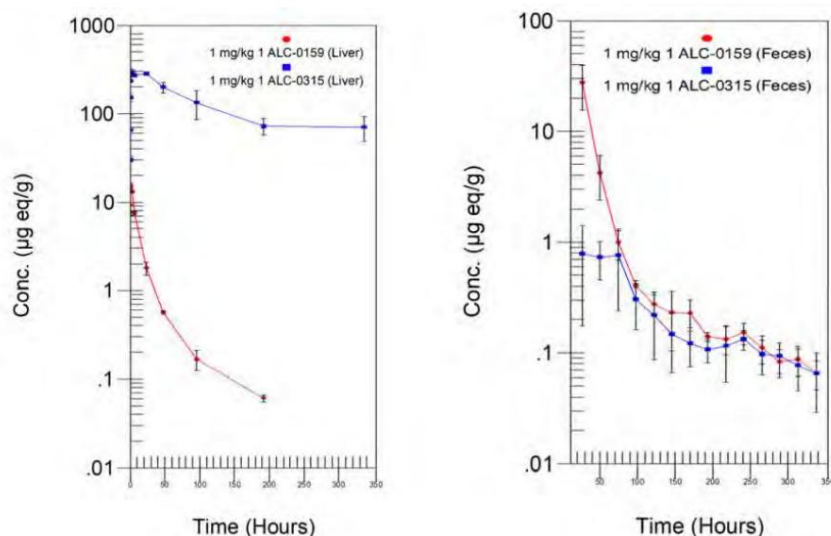 1000
100
10
1
.1
.01
Conc. (µg eq/g)
1 mg/kg 1 ALC-0159 (Liver)
1 mg/kg 1 ALC-0315 (Liver)
0 50 100 150 200 250 300 350
Time (Hours)
100
10
1
.1
.01
Conc. (µg eq/g)
1 mg/kg 1 ALC-0159 (Feces)
1 mg/kg 1 ALC-0315 (Feces)
50 100 150 200 250 300 350
Time (Hours)